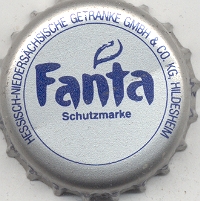 HESSISCH-NIEDERSÄCHSISCHE GETRÄNKE GMBH & CO. KG, HILDESHEIM
Fanta
Schutzmarke